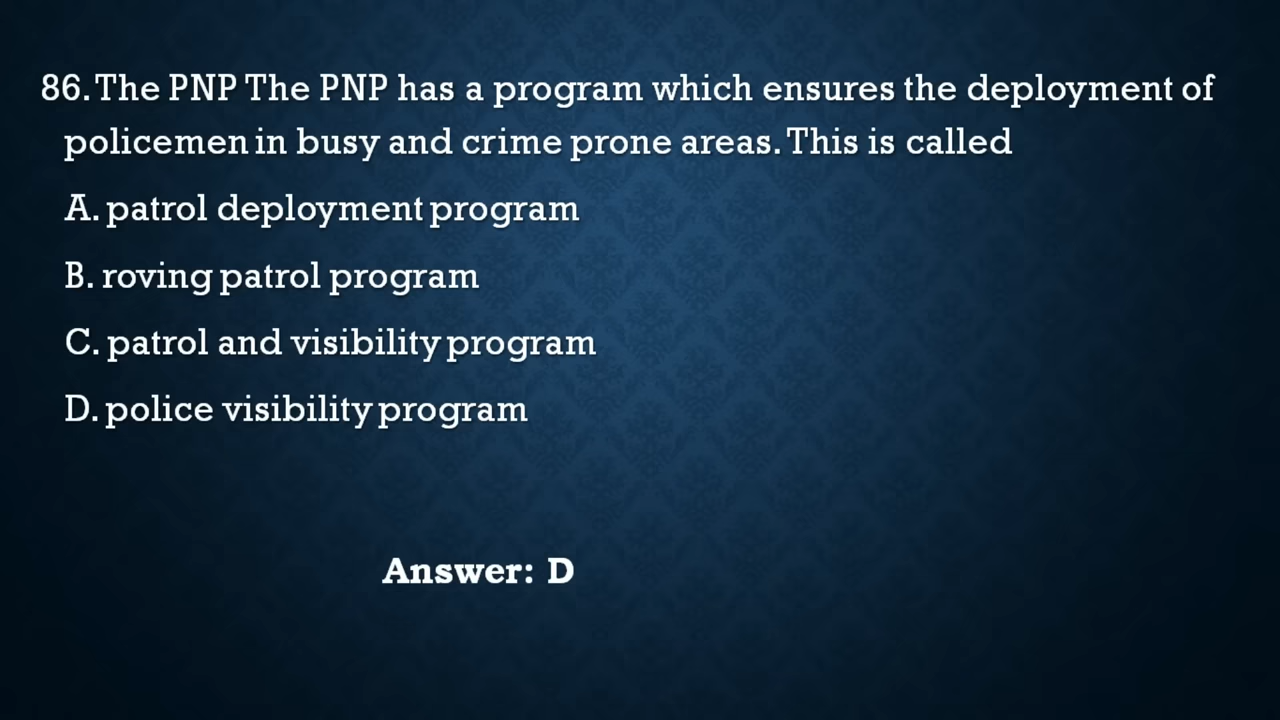 86. The PNP The PNP has a program which ensures the deployment of
policemen in busy and crime prone areas. This is called
A. patrol deployment program
B. roving patrol program
C. patrol and visibility program
D. police visibility program
Answer: D